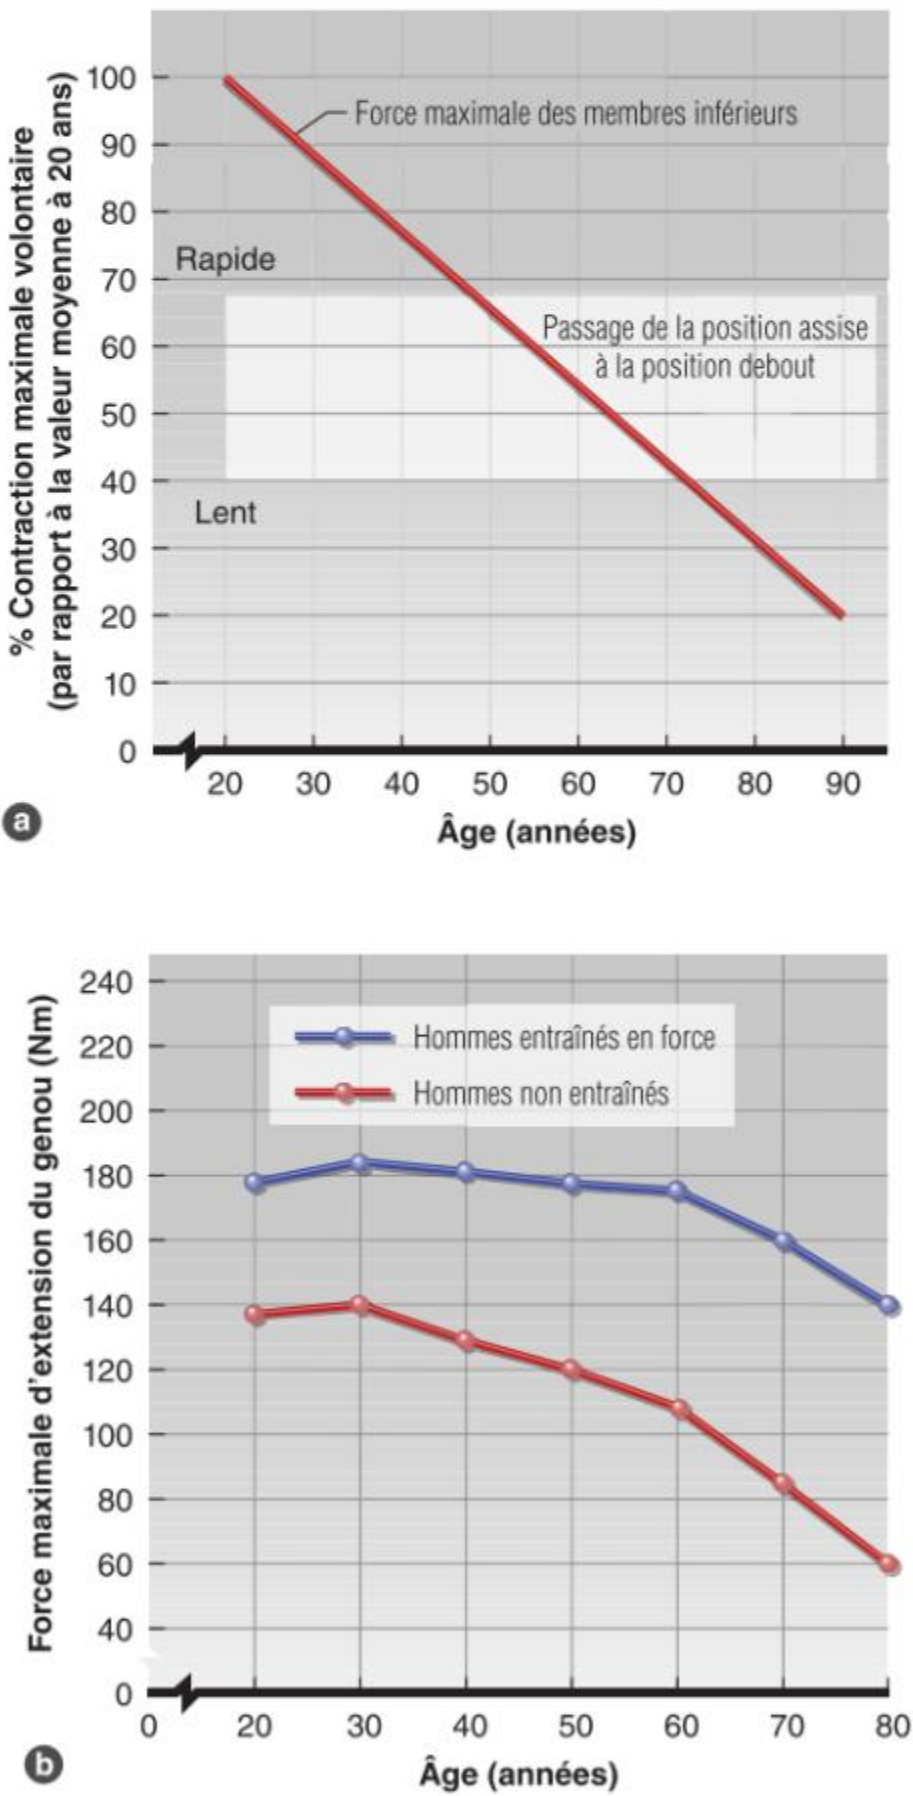 % Contraction maximale volontaire
(par rapport à la valeur moyenne à 20 ans)
100
90
80
70
60
50
40
30
20
10
0
Force maximale des membres inférieurs
Rapide
Passage de la position assise
à la position debout
Lent
20 30 40 50 60 70 80 90
Âge (années)
a
Force maximale d'extension du genou (Nm)
240
220
200
180
160
140
120
100
80
60
40
0
Hommes entraînés en force
Hommes non entraînés
0 20 30 40 50 60 70 80
Âge (années)
b